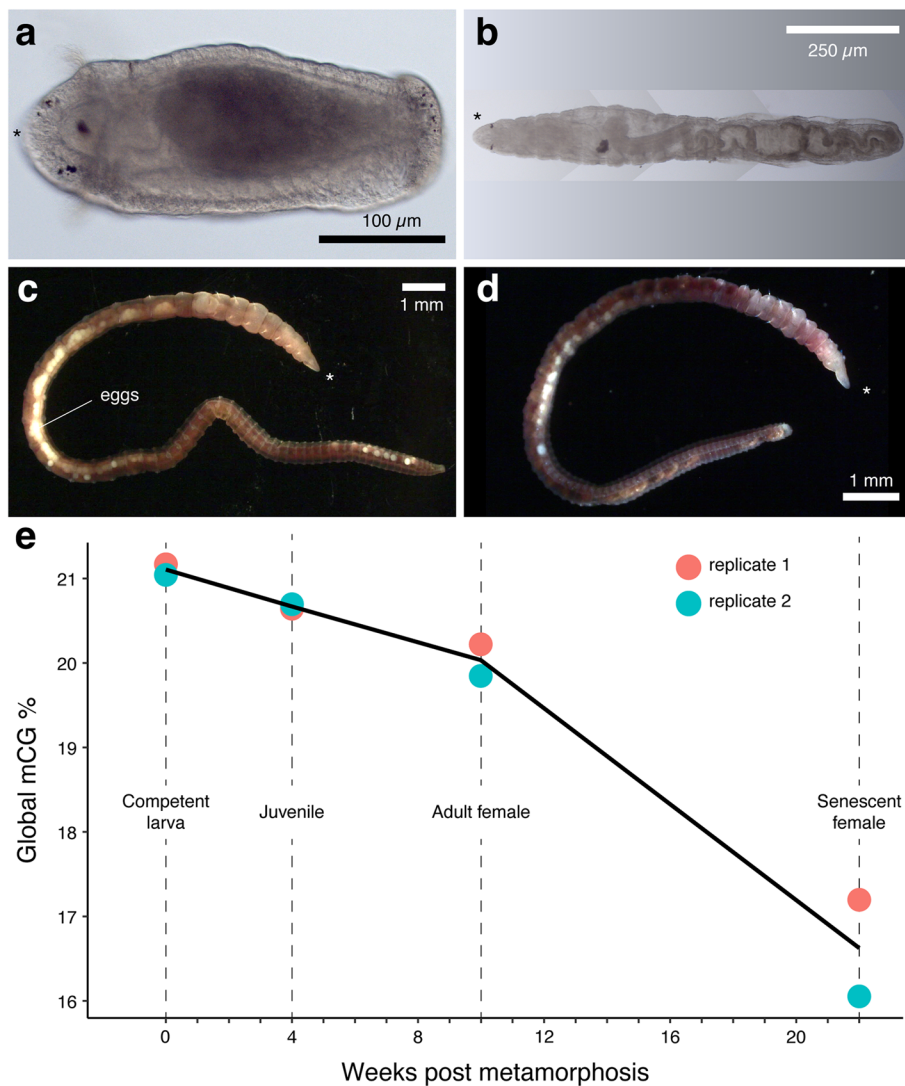 a
*
100 µm
b
*
250 µm
c
1 mm
*
eggs
d
*
1 mm
e
Global mCG %
21
20
19
18
17
16
replicate 1
replicate 2
Competent
larva
Juvenile
Adult female
Senescent
female
0
4
8
12
16
20
Weeks post metamorphosis